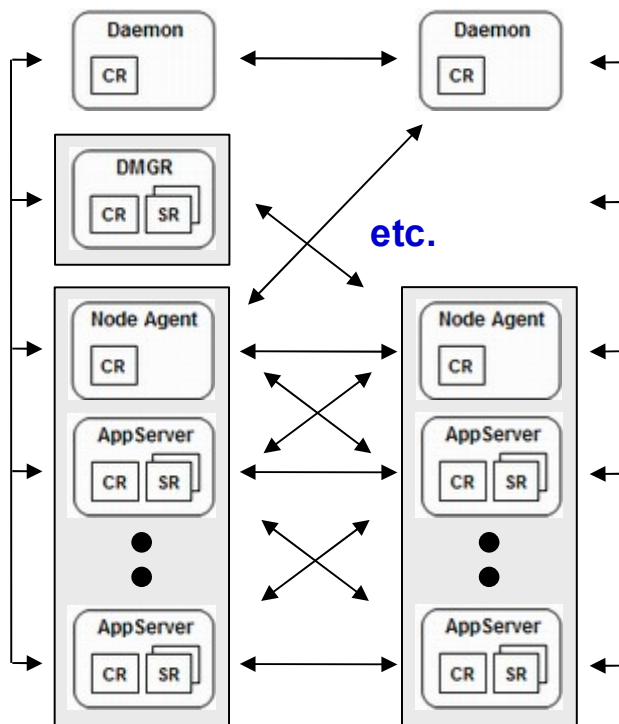 Daemon
CR
Daemon
CR
DMGR
CR SR
etc.
Node Agent
CR
Node Agent
CR
AppServer
CR SR
AppServer
CR SR
AppServer
CR SR
AppServer
CR SR